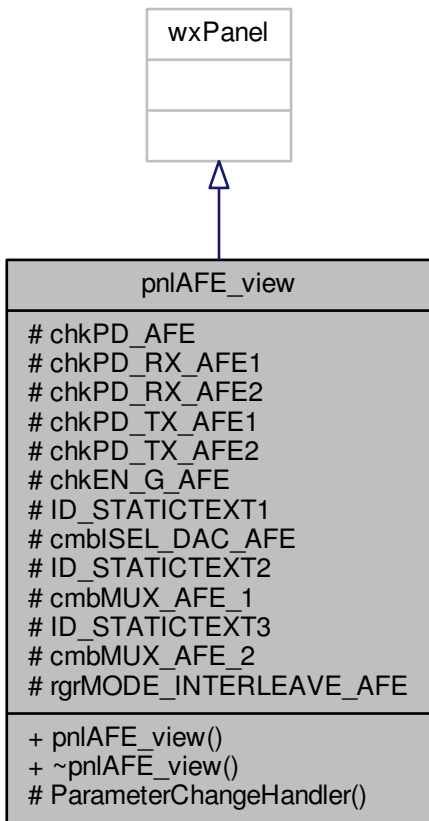 wxPanel
pnlAFE_view
# chkPD_AFE
# chkPD_RX_AFE1
# chkPD_RX_AFE2
# chkPD_TX_AFE1
# chkPD_TX_AFE2
# chkEN_G_AFE
# ID_STATICTEXT1
# cmbISEL_DAC_AFE
# ID_STATICTEXT2
# cmbMUX_AFE_1
# ID_STATICTEXT3
# cmbMUX_AFE_2
# rgrMODE_INTERLEAVE_AFE
+ pnlAFE_view()
+ ~pnlAFE_view()
# ParameterChangeHandler()